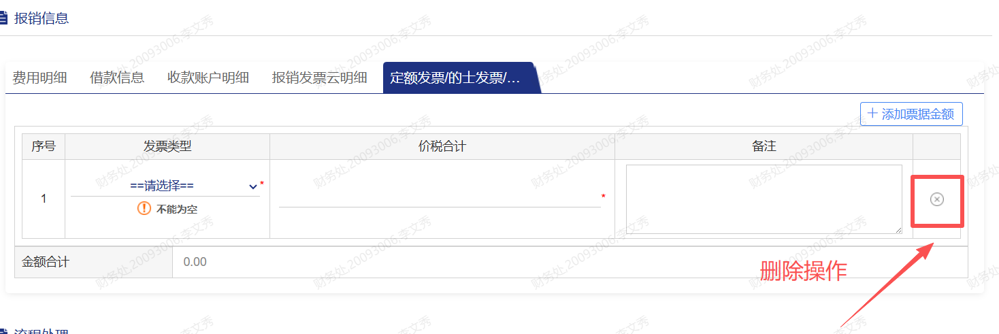 报销信息
费用明细 借款信息 收款账户明细 报销发票云明细 定额发票/的士发票/...
+ 添加票据金额
序号 发票类型 价税合计 备注
1 ==请选择== * *
不能为空
金额合计 0.00
删除操作
流程处理
财务处,20093006,李文秀